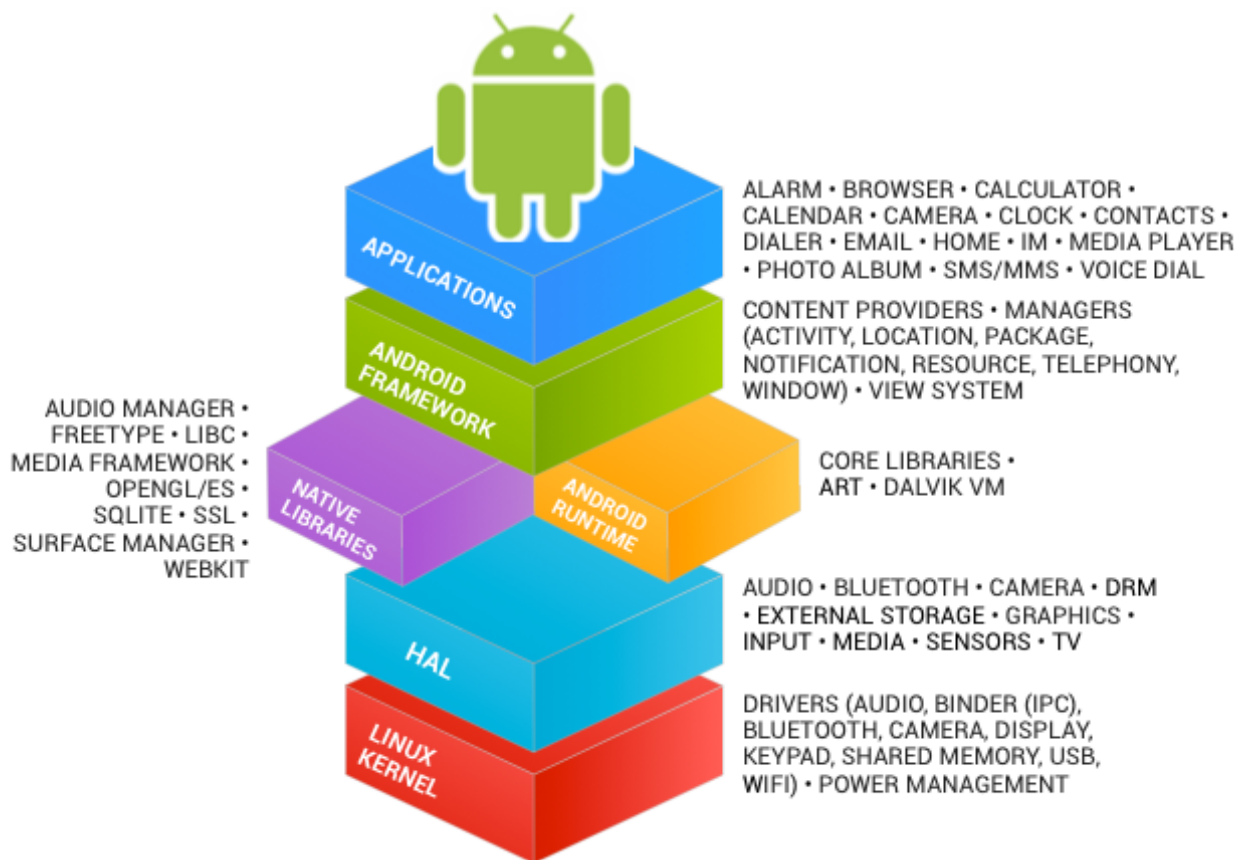 APPLICATIONS
ALARM • BROWSER • CALCULATOR •
CALENDAR • CAMERA • CLOCK • CONTACTS •
DIALER • EMAIL • HOME • IM • MEDIA PLAYER
• PHOTO ALBUM • SMS/MMS • VOICE DIAL
ANDROID
FRAMEWORK
CONTENT PROVIDERS • MANAGERS
(ACTIVITY, LOCATION, PACKAGE,
NOTIFICATION, RESOURCE, TELEPHONY,
WINDOW) • VIEW SYSTEM
AUDIO MANAGER •
FREETYPE • LIBC •
MEDIA FRAMEWORK •
OPENGL/ES •
SQLITE • SSL •
SURFACE MANAGER •
WEBKIT
NATIVE
LIBRARIES
ANDROID
RUNTIME
CORE LIBRARIES •
ART • DALVIK VM
HAL
AUDIO • BLUETOOTH • CAMERA • DRM
• EXTERNAL STORAGE • GRAPHICS •
INPUT • MEDIA • SENSORS • TV
LINUX
KERNEL
DRIVERS (AUDIO, BINDER (IPC),
BLUETOOTH, CAMERA, DISPLAY,
KEYPAD, SHARED MEMORY, USB,
WIFI) • POWER MANAGEMENT